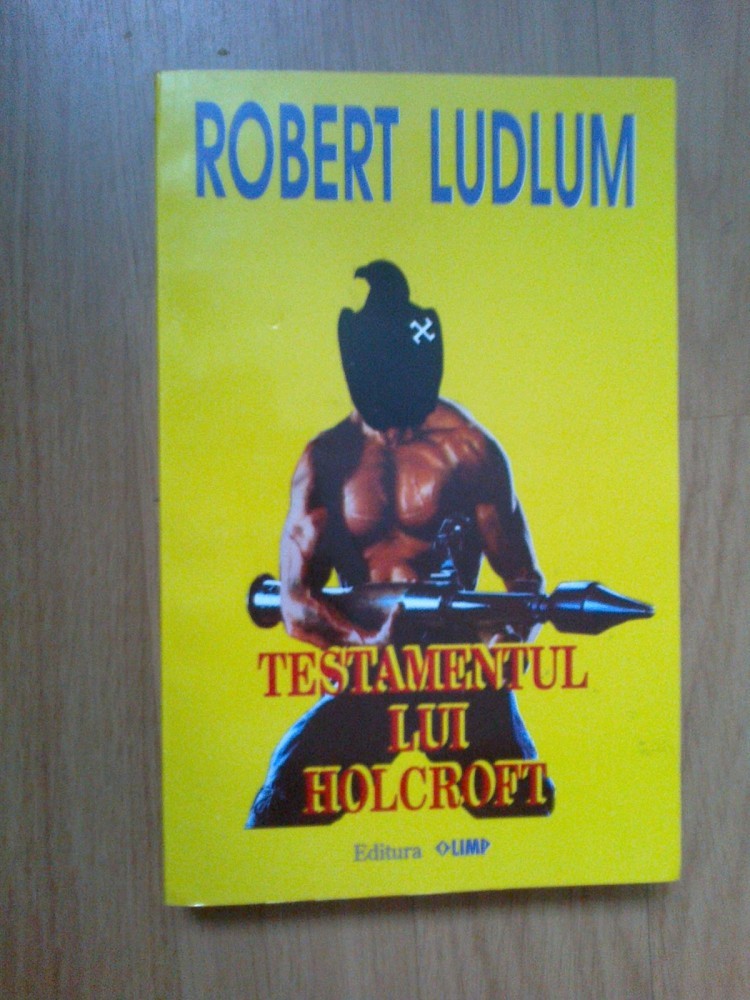 ROBERT LUDLUM
TESTAMENTUL
LUI
HOLCROFT
Editura OLIMP